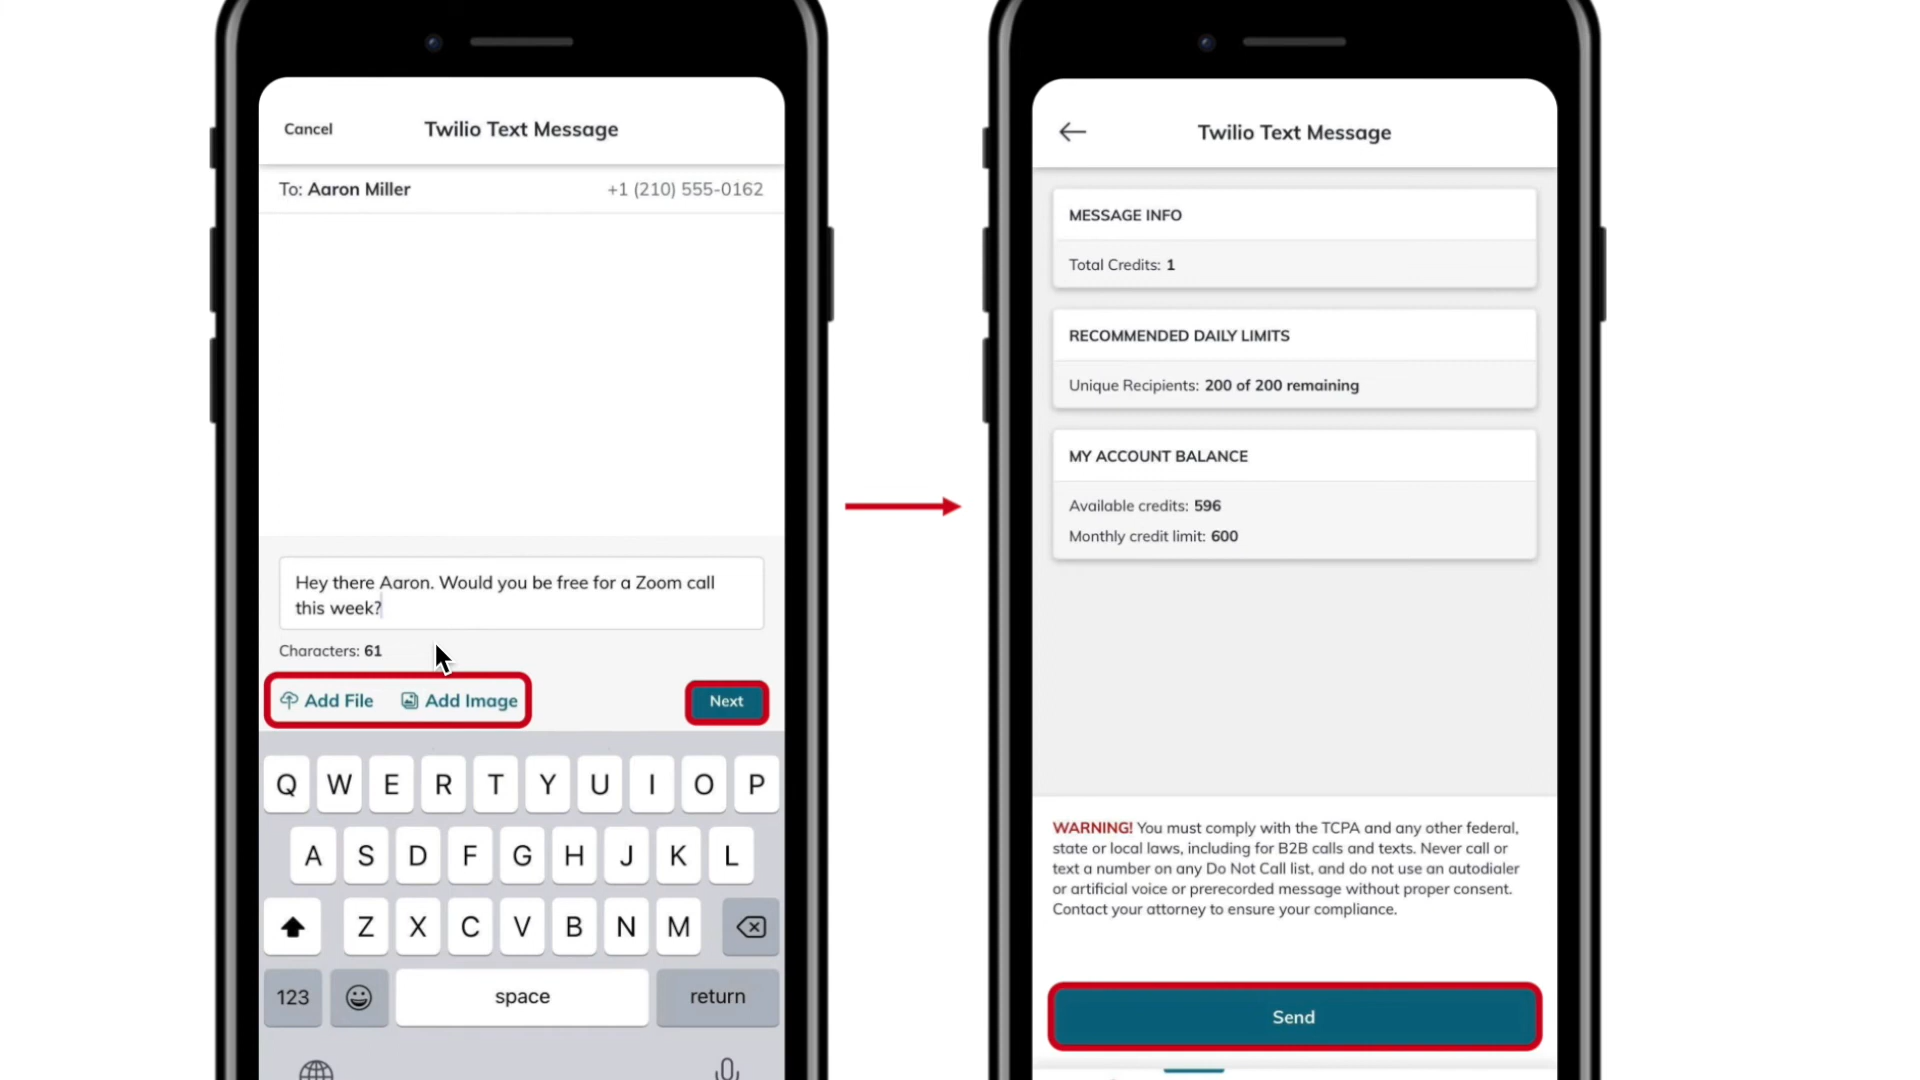 Cancel
Twilio Text Message
To: Aaron Miller
+1 (210) 555-0162
Hey there Aaron. Would you be free for a Zoom call
this week?
Characters: 61
Add File
Add Image
Next
Q W E R T Y U I O P
A S D F G H J K L
Z X C V B N M
123
space
return
Twilio Text Message
MESSAGE INFO
Total Credits: 1
RECOMMENDED DAILY LIMITS
Unique Recipients: 200 of 200 remaining
MY ACCOUNT BALANCE
Available credits: 596
Monthly credit limit: 600
WARNING! You must comply with the TCPA and any other federal,
state or local laws, including for B2B calls and texts. Never call or
text a number on any Do Not Call list, and do not use an autodialer
or artificial voice or prerecorded message without proper consent.
Contact your attorney to ensure your compliance.
Send